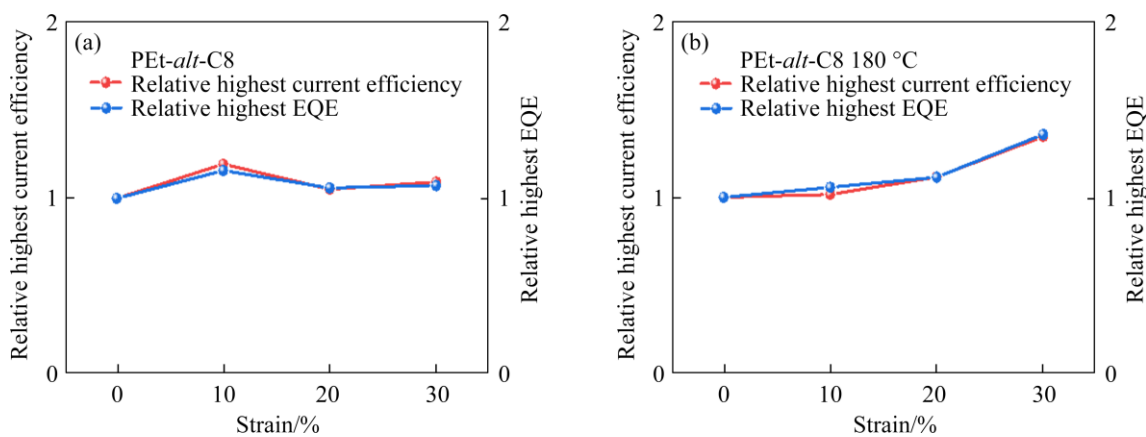 2
2
(a)
PEt-alt-C8
Relative highest current efficiency
Relative highest EQE
1
1
0
0
0
10
20
30
Strain/%
Relative highest current efficiency
Relative highest EQE
2
2
(b)
PEt-alt-C8 180 °C
Relative highest current efficiency
Relative highest EQE
1
1
0
0
0
10
20
30
Strain/%
Relative highest current efficiency
Relative highest EQE